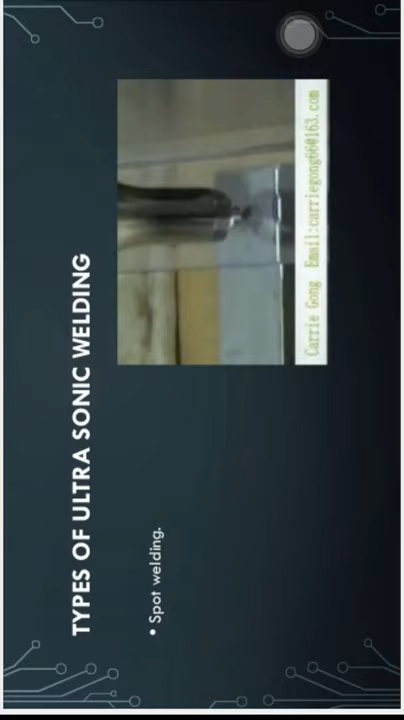 TYPES OF ULTRA SONIC WELDING
• Spot welding.
Carrie Gong Email:carriegong66@163.com